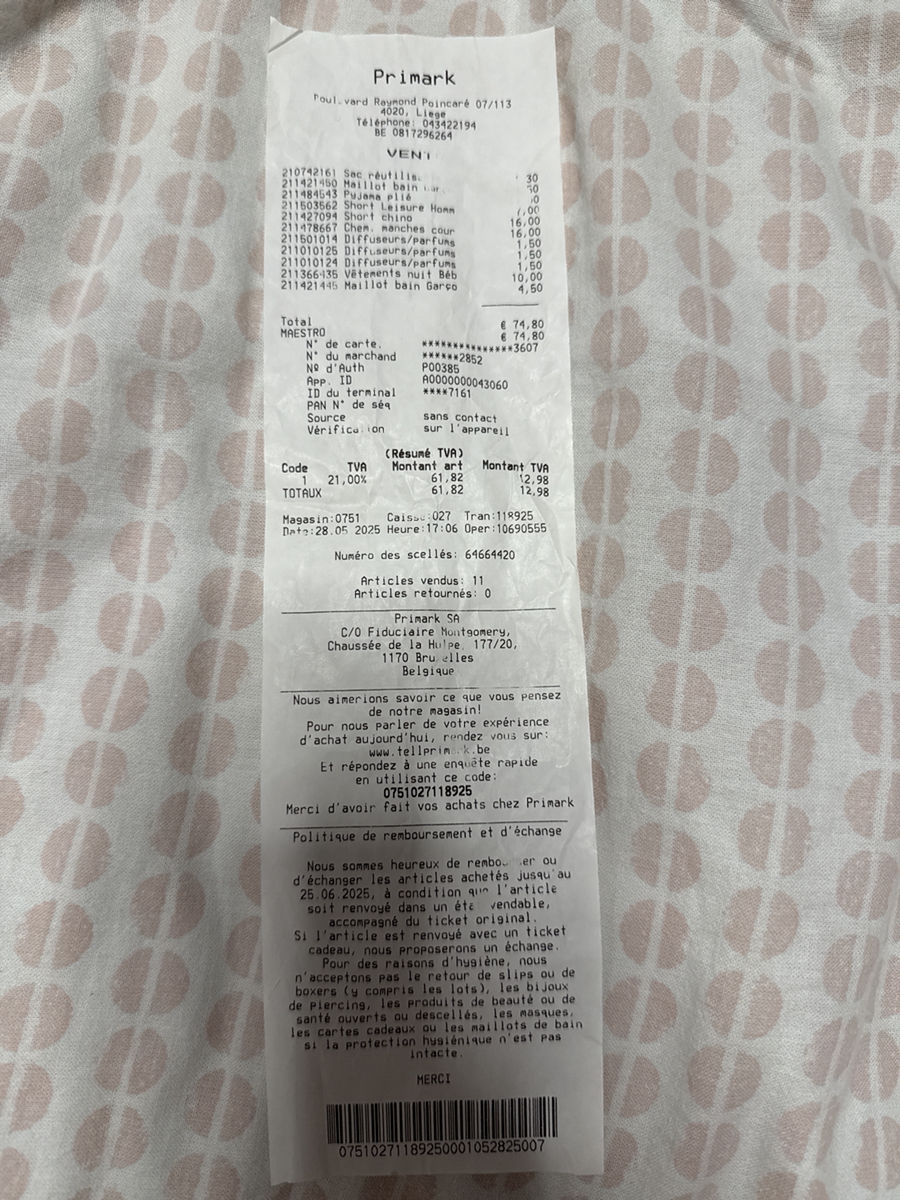 Primark
Raymond Poincaré 07/113
4020, Liege
Téléphone: 043422194
BE 0817296264
210742161 Sac réutilis. 30
211421450 Maillot bain
211484543 Pyjama plié
211503562 Short Leisure Homm 7,00
211427094 Short chino 16,00
211478667 Chem. manches cour 16,00
211501014 Diffuseurs/parfums 1,50
211010125 Diffuseurs/parfums 1,50
211010124 Diffuseurs/parfums 1,50
211366435 Vêtements nuit Béb 10,00
211421445 Maillot bain Garço 4,50
Total € 74,80
MAESTRO € 74,80
N° de carte. ***************3607
N° du marchand ******2852
Nº d'Auth P00385
App. ID A0000000043060
ID du terminal ****7161
PAN N° de séq
Source sans contact
Vérification sur l'appareil
(Résumé TVA)
Code TVA Montant art Montant TVA
1 21,00% 61,82 12,98
TOTAUX 61,82 12,98
Magasin:0751 Caisse:027 Tran:118925
Date:28.05 2025 Heure:17:06 Oper:10690555
Numéro des scellés: 64664420
Articles vendus: 11
Articles retournés: 0
Primark SA
C/O Fiduciaire Montgomery,
Chaussée de la Hulpe, 177/20,
1170 Bruxelles
Belgique
Nous aimerions savoir ce que vous pensez
de notre magasin!
Pour nous parler de votre expérience
d'achat aujourd'hui, rendez vous sur:
www.tellprimark.be
Et répondez à une enquête rapide
en utilisant ce code:
0751027118925
Merci d'avoir fait vos achats chez Primark
Politique de remboursement et d'échange
Nous sommes heureux de rembourser ou
d'échanger les articles achetés jusqu'au
25.06.2025, à condition que l'article
soit renvoyé dans un état vendable,
accompagné du ticket original.
Si l'article est renvoyé avec un ticket
cadeau, nous proposerons un échange.
Pour des raisons d'hygiène, nous
n'acceptons pas le retour de slips ou de
boxers (y compris les lots), les bijoux
de piercing, les produits de beauté ou de
santé ouverts ou descellés, les masques,
les cartes cadeaux ou les maillots de bain
si la protection hygiénique n'est pas
intacte.
MERCI
07510271189250001052825007